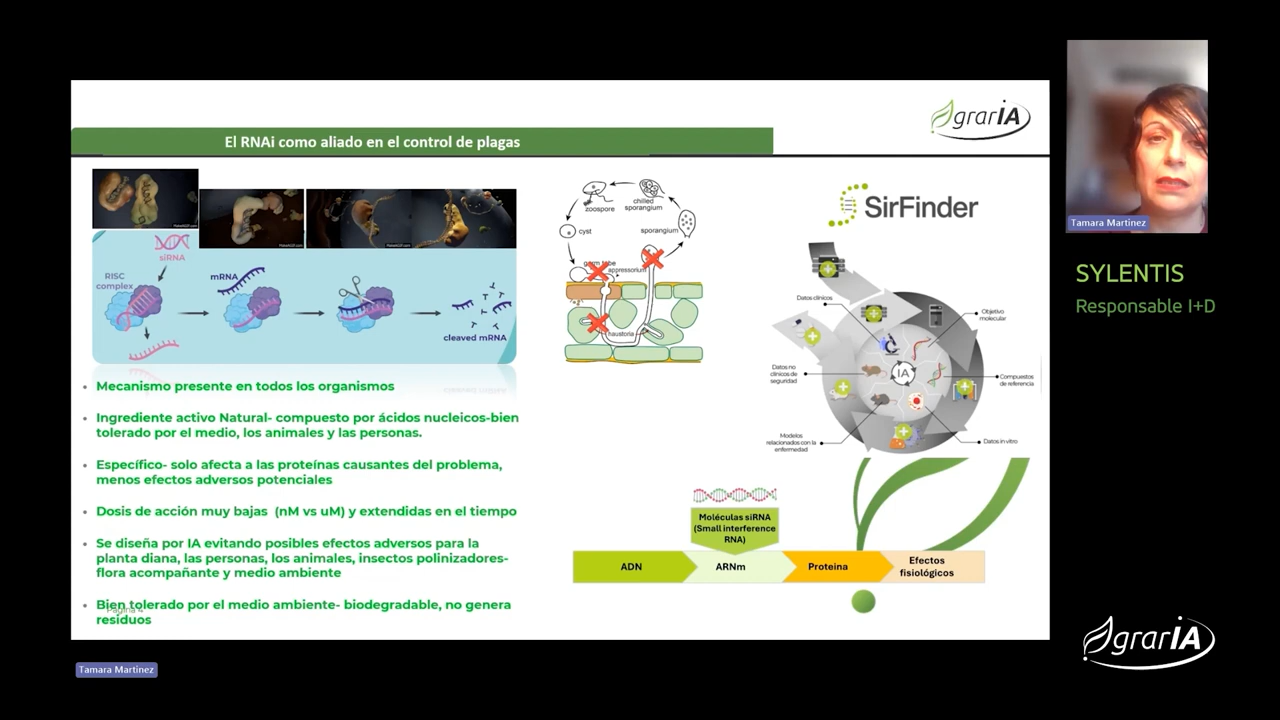 El RNAi como aliado en el control de plagas
AgrarIA
siRNA
RISC
complex
mRNA
cleaved mRNA
Mecanismo presente en todos los organismos
Ingrediente activo Natural- compuesto por ácidos nucleicos-bien
tolerado por el medio, los animales y las personas.
Específico- solo afecta a las proteínas causantes del problema,
menos efectos adversos potenciales
Dosis de acción muy bajas (nM vs uM) y extendidas en el tiempo
Se diseña por IA evitando posibles efectos adversos para la
planta diana, las personas, los animales, insectos polinizadores-
flora acompañante y medio ambiente
Bien tolerado por el medio ambiente- biodegradable, no genera
residuos
Página 4
zoospore
chilled
sporangium
cyst
sporangium
germ tube
appressorium
haustoria
SirFinder
Datos clínicos
Objetivo
molecular
Datos no
clínicos de
seguridad
IA
Compuestos
de referencia
Modelos
relacionados con la
enfermedad
Datos in vitro
Moléculas siRNA
(Small interference
RNA)
ADN
ARNm
Proteina
Efectos
fisiológicos
Tamara Martinez
SYLENTIS
Responsable I+D
Tamara Martinez
AgrarIA